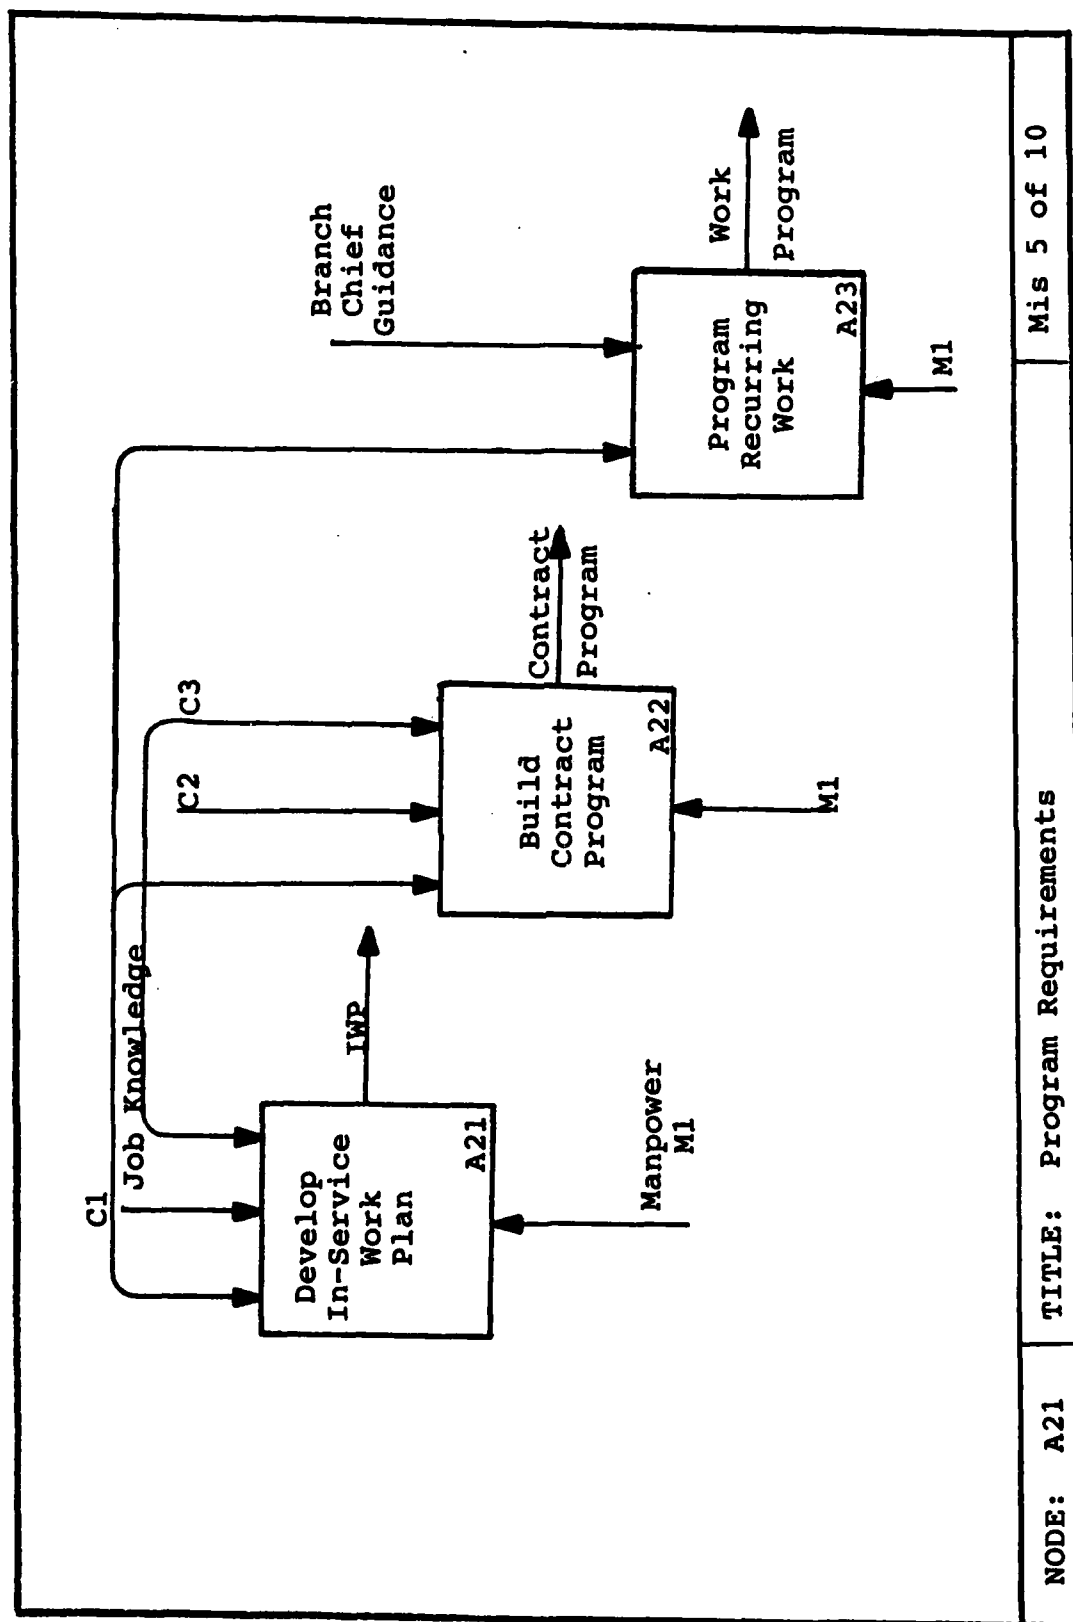 C1
Job Knowledge
Develop
In-Service
Work
Plan
A21
IWP
Manpower
M1
C2
C3
Build
Contract
Program
A22
Contract
Program
M1
Branch
Chief
Guidance
Program
Recurring
Work
A23
Work
Program
M1
NODE: A21
TITLE: Program Requirements
Mis 5 of 10